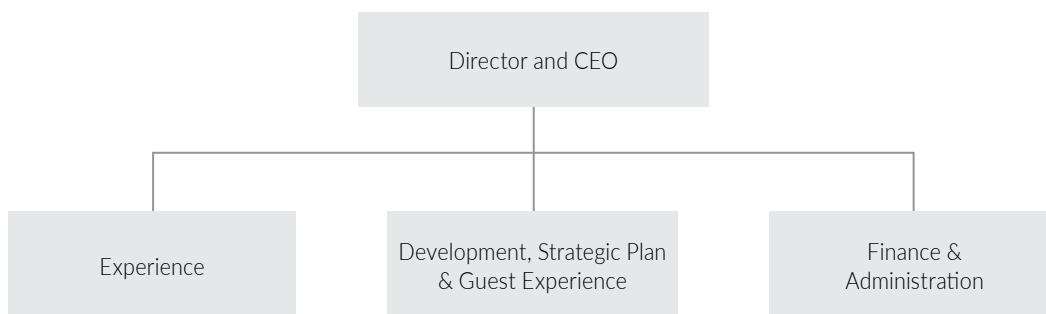 Director and CEO
Experience
Development, Strategic Plan
& Guest Experience
Finance &
Administration